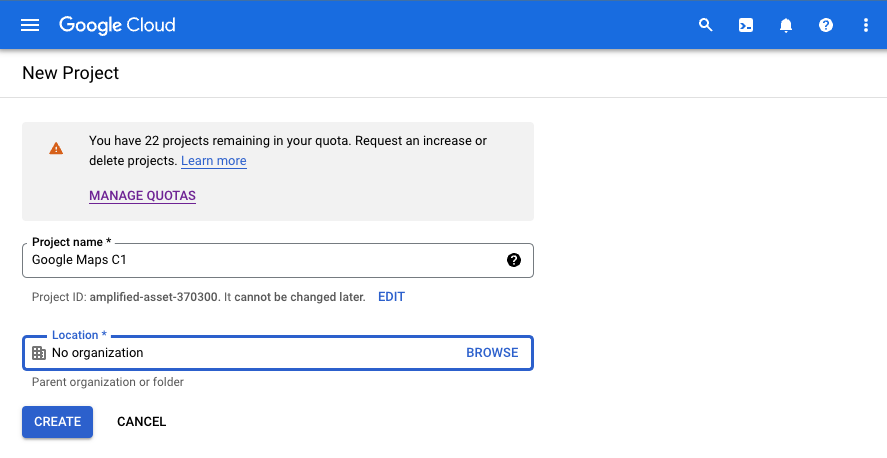 Google Cloud
New Project
You have 22 projects remaining in your quota. Request an increase or
delete projects. Learn more
MANAGE QUOTAS
Project name *
Google Maps C1
Project ID: amplified-asset-370300. It cannot be changed later. EDIT
Location *
No organization BROWSE
Parent organization or folder
CREATE CANCEL